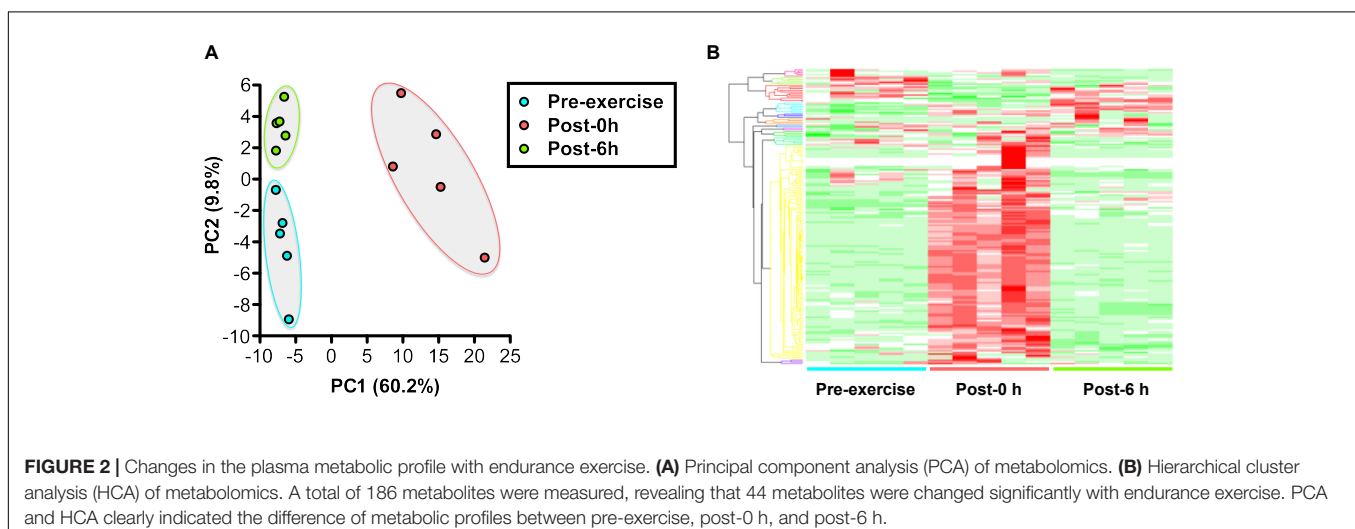 A
B
6
4
2
0
-2
-4
-6
-8
-10
PC2 (9.8%)
-10 -5 0 5 10 15 20 25
PC1 (60.2%)
Pre-exercise
Post-0h
Post-6h
Pre-exercise Post-0 h Post-6 h
FIGURE 2 | Changes in the plasma metabolic profile with endurance exercise. (A) Principal component analysis (PCA) of metabolomics. (B) Hierarchical cluster
analysis (HCA) of metabolomics. A total of 186 metabolites were measured, revealing that 44 metabolites were changed significantly with endurance exercise. PCA
and HCA clearly indicated the difference of metabolic profiles between pre-exercise, post-0 h, and post-6 h.